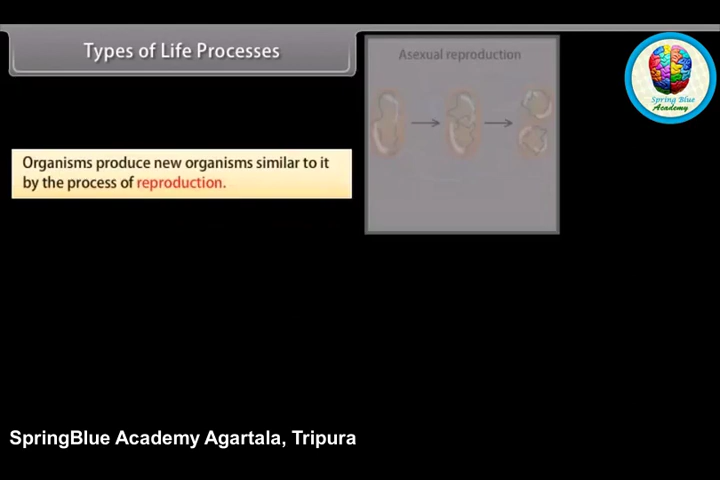 Types of Life Processes
Asexual reproduction
Spring Blue
Academy
Organisms produce new organisms similar to it
by the process of reproduction.
SpringBlue Academy Agartala, Tripura